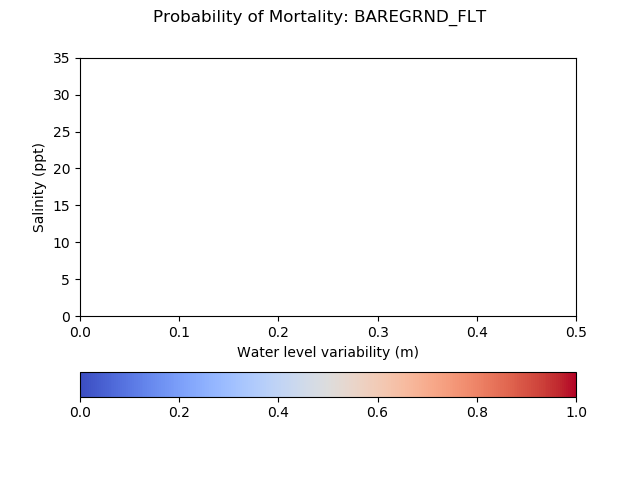 Probability of Mortality: BAREGRND_FLT
35
30
25
20
15
10
5
0
Salinity (ppt)
0.0 0.1 0.2 0.3 0.4 0.5
Water level variability (m)
0.0 0.2 0.4 0.6 0.8 1.0